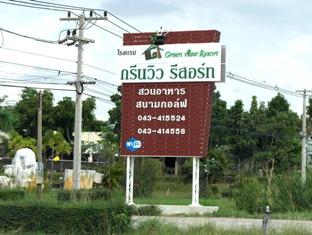 โรงแรม
Green View Resort
กรีนวิว รีสอร์ท
สวนอาหาร
สนามกอล์ฟ
043-415524
043-414558
WiFi